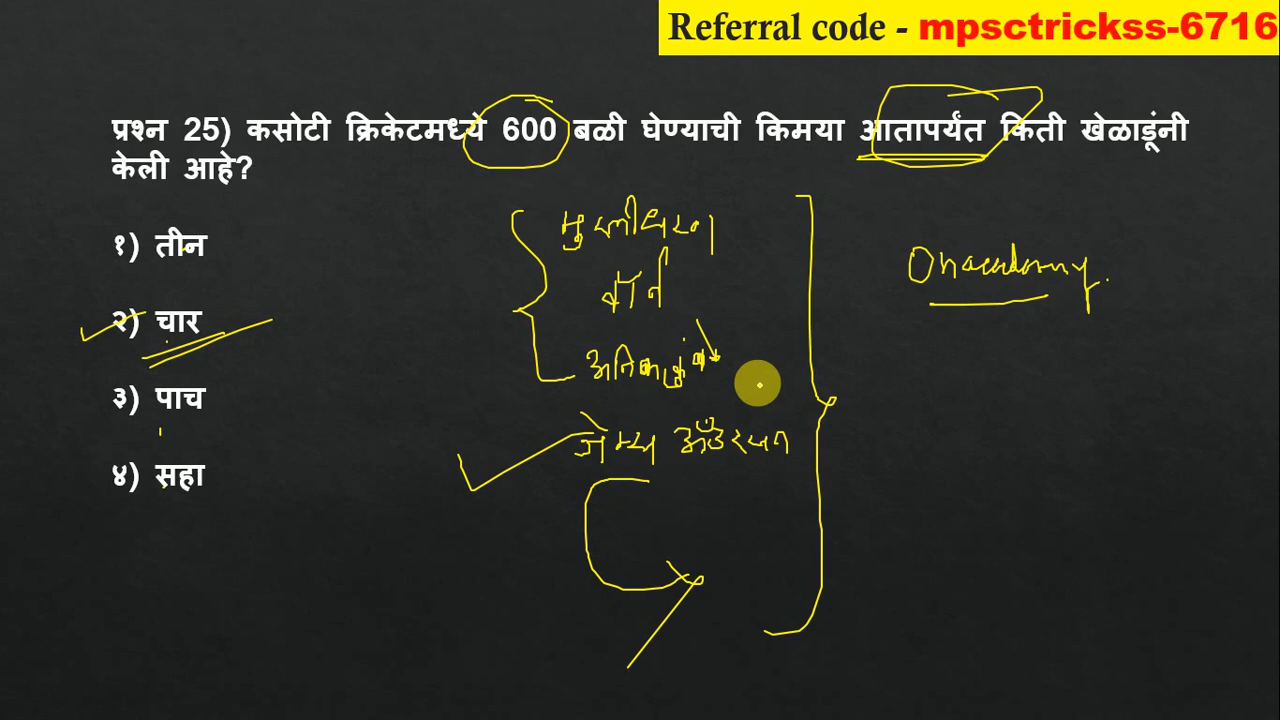 Referral code - mpsctrickss-6716
प्रश्न 25) कसोटी क्रिकेटमध्ये 600 बळी घेण्याची किमया आतापर्यंत किती खेळाडूंनी
केली आहे?
१) तीन
२) चार
३) पाच
४) सहा
मुरलीधरन
वॉर्न